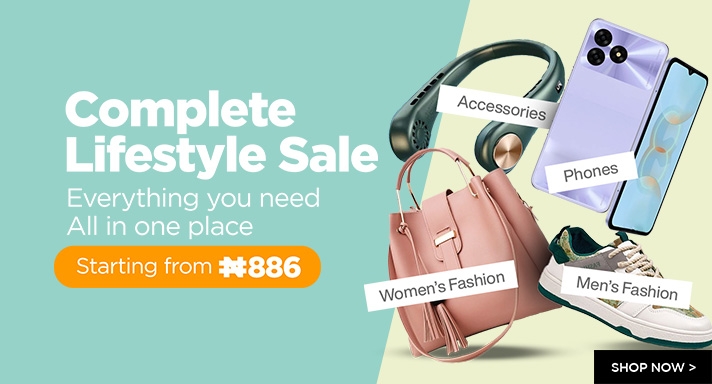 Complete
Lifestyle Sale
Everything you need
All in one place
Starting from ₦886
Accessories
Phones
Women's Fashion
Men's Fashion
SHOP NOW >